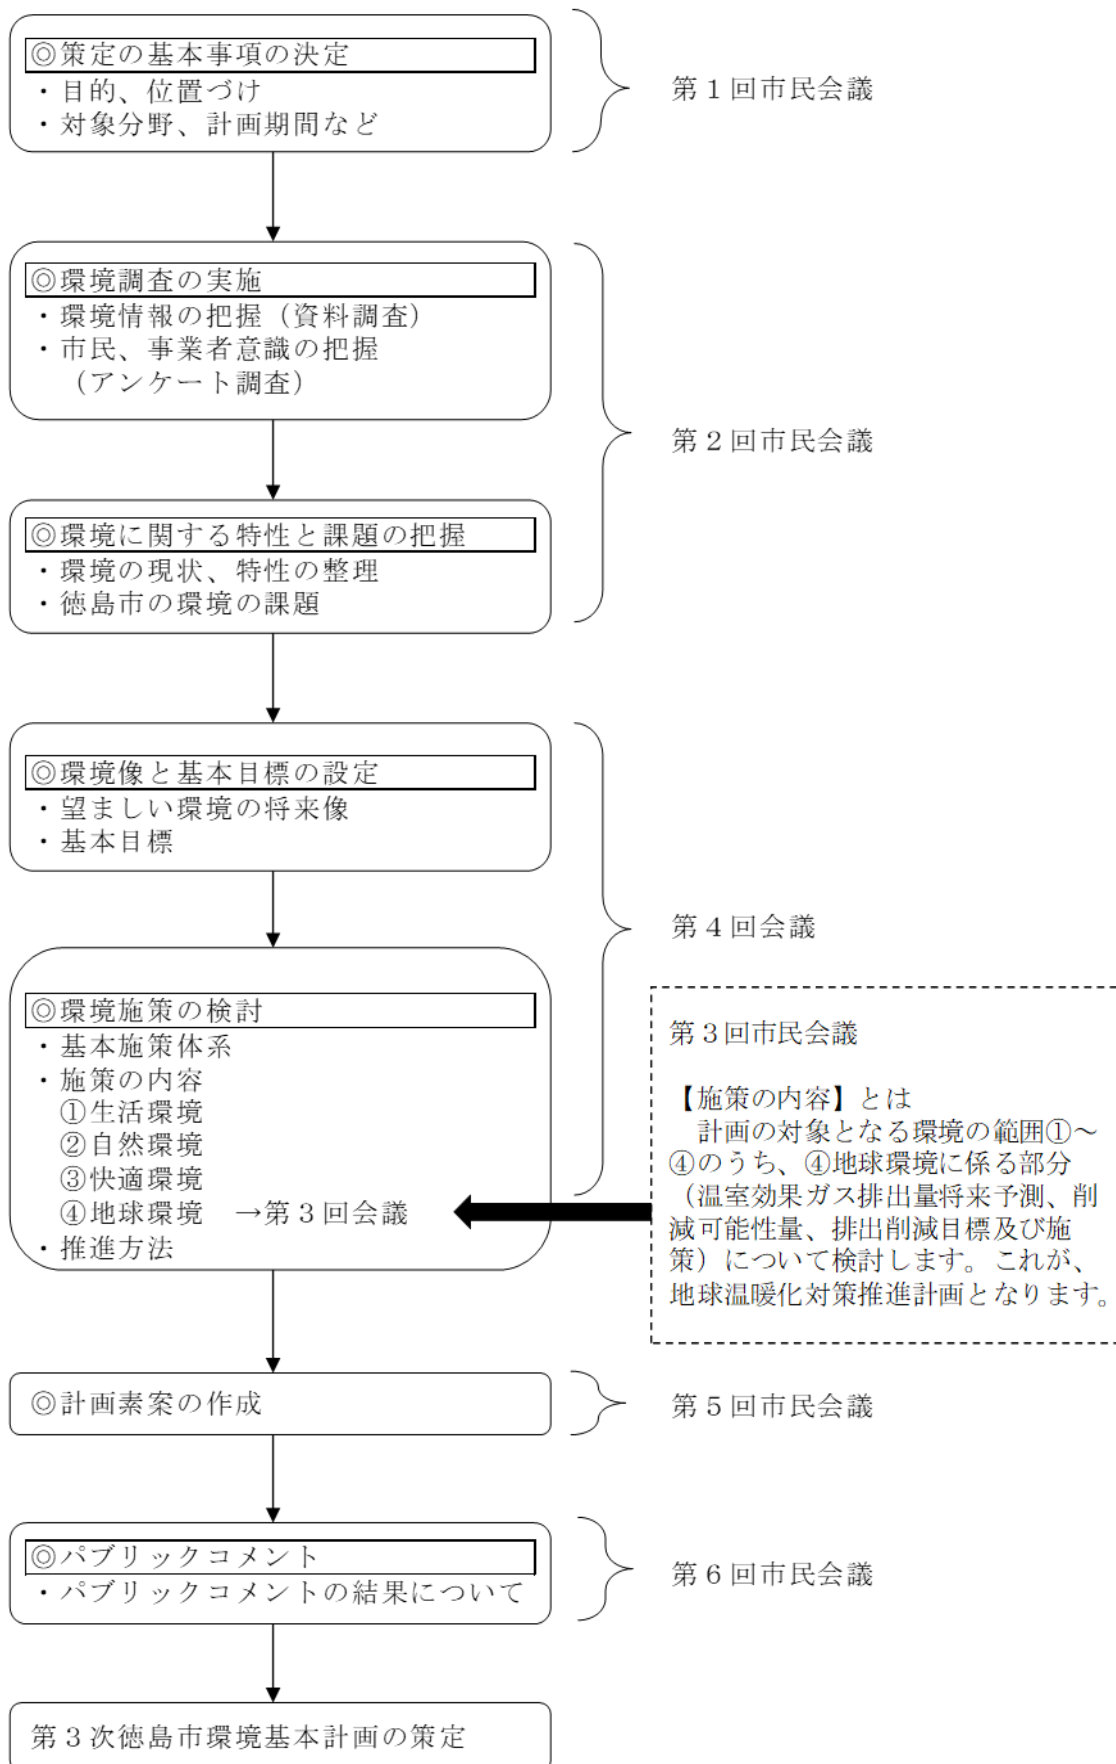 ◎策定の基本事項の決定
・目的、位置づけ
・対象分野、計画期間など
第１回市民会議
◎環境調査の実施
・環境情報の把握（資料調査）
・市民、事業者意識の把握
（アンケート調査）
第２回市民会議
◎環境に関する特性と課題の把握
・環境の現状、特性の整理
・徳島市の環境の課題
◎環境像と基本目標の設定
・望ましい環境の将来像
・基本目標
第４回会議
◎環境施策の検討
・基本施策体系
・施策の内容
①生活環境
②自然環境
③快適環境
④地球環境　→第３回会議
・推進方法
第３回市民会議
【施策の内容】とは
計画の対象となる環境の範囲①～
④のうち、④地球環境に係る部分
（温室効果ガス排出量将来予測、削
減可能性量、排出削減目標及び施
策）について検討します。これが、
地球温暖化対策推進計画となります。
◎計画素案の作成
第５回市民会議
◎パブリックコメント
・パブリックコメントの結果について
第６回市民会議
第３次徳島市環境基本計画の策定